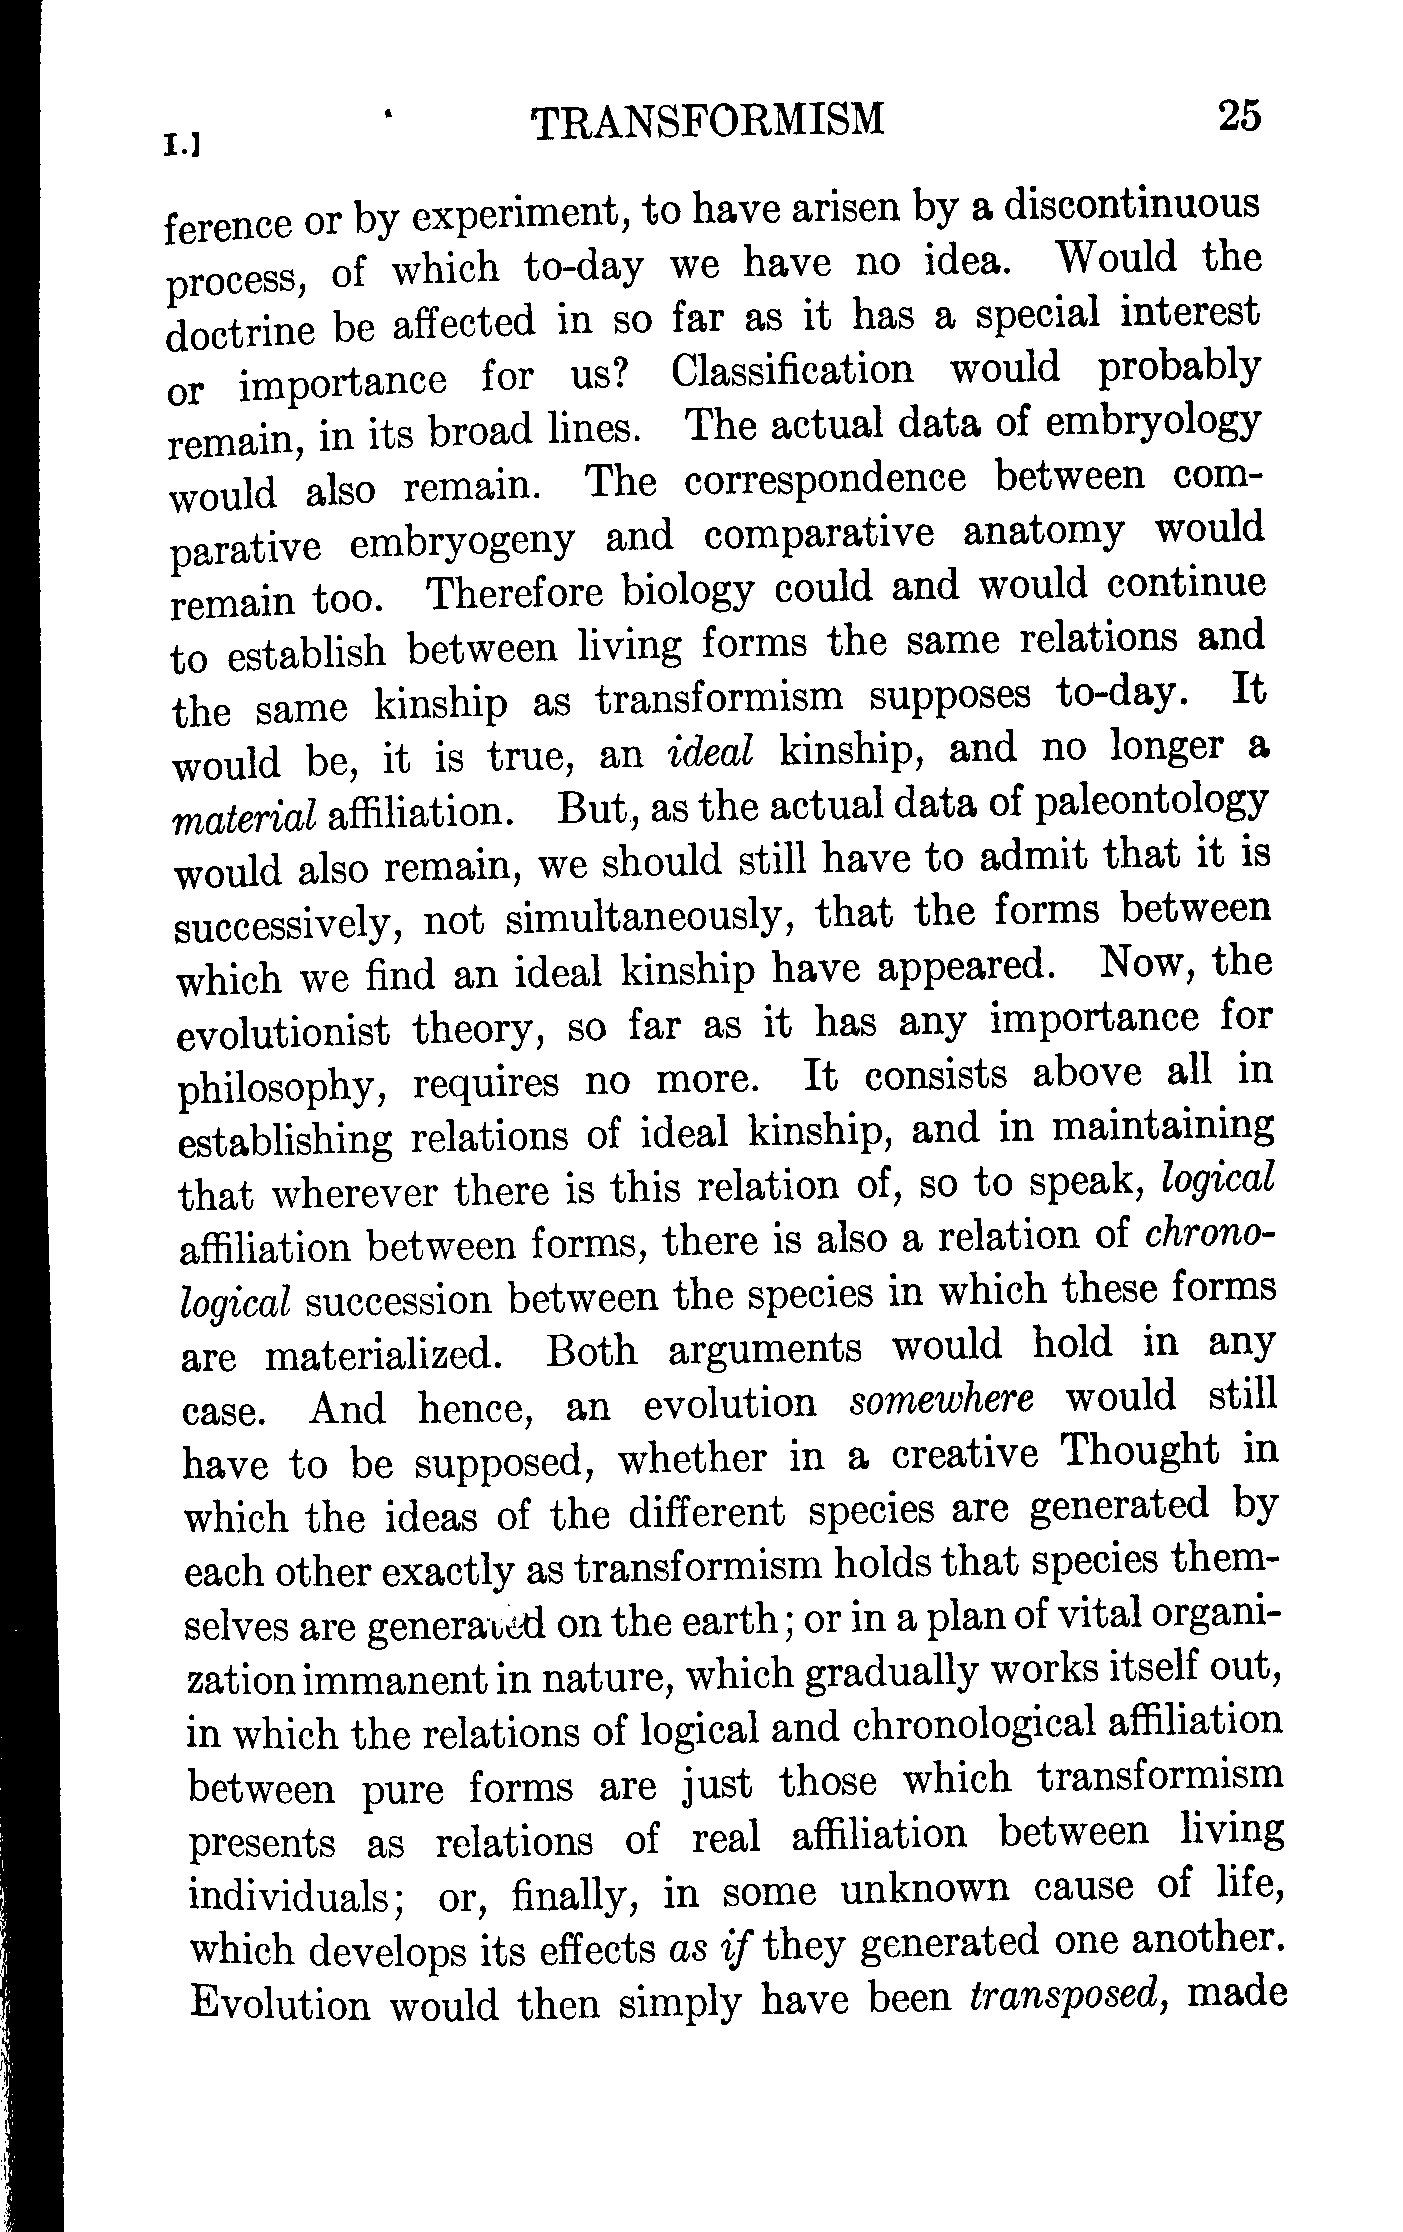 I.] TRANSFORMISM 25
ference or by experiment, to have arisen by a discontinuous
process, of which to-day we have no idea. Would the
doctrine be affected in so far as it has a special interest
or importance for us? Classification would probably
remain, in its broad lines. The actual data of embryology
would also remain. The correspondence between com-
parative embryogeny and comparative anatomy would
remain too. Therefore biology could and would continue
to establish between living forms the same relations and
the same kinship as transformism supposes to-day. It
would be, it is true, an ideal kinship, and no longer a
material affiliation. But, as the actual data of paleontology
would also remain, we should still have to admit that it is
successively, not simultaneously, that the forms between
which we find an ideal kinship have appeared. Now, the
evolutionist theory, so far as it has any importance for
philosophy, requires no more. It consists above all in
establishing relations of ideal kinship, and in maintaining
that wherever there is this relation of, so to speak, logical
affiliation between forms, there is also a relation of chrono-
logical succession between the species in which these forms
are materialized. Both arguments would hold in any
case. And hence, an evolution somewhere would still
have to be supposed, whether in a creative Thought in
which the ideas of the different species are generated by
each other exactly as transformism holds that species them-
selves are generated on the earth; or in a plan of vital organi-
zation immanent in nature, which gradually works itself out,
in which the relations of logical and chronological affiliation
between pure forms are just those which transformism
presents as relations of real affiliation between living
individuals; or, finally, in some unknown cause of life,
which develops its effects as if they generated one another.
Evolution would then simply have been transposed, made